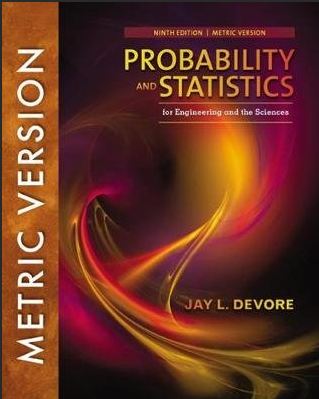 METRIC VERSION
NINTH EDITION | METRIC VERSION
PROBABILITY
AND STATISTICS
for Engineering and the Sciences
JAY L. DEVORE